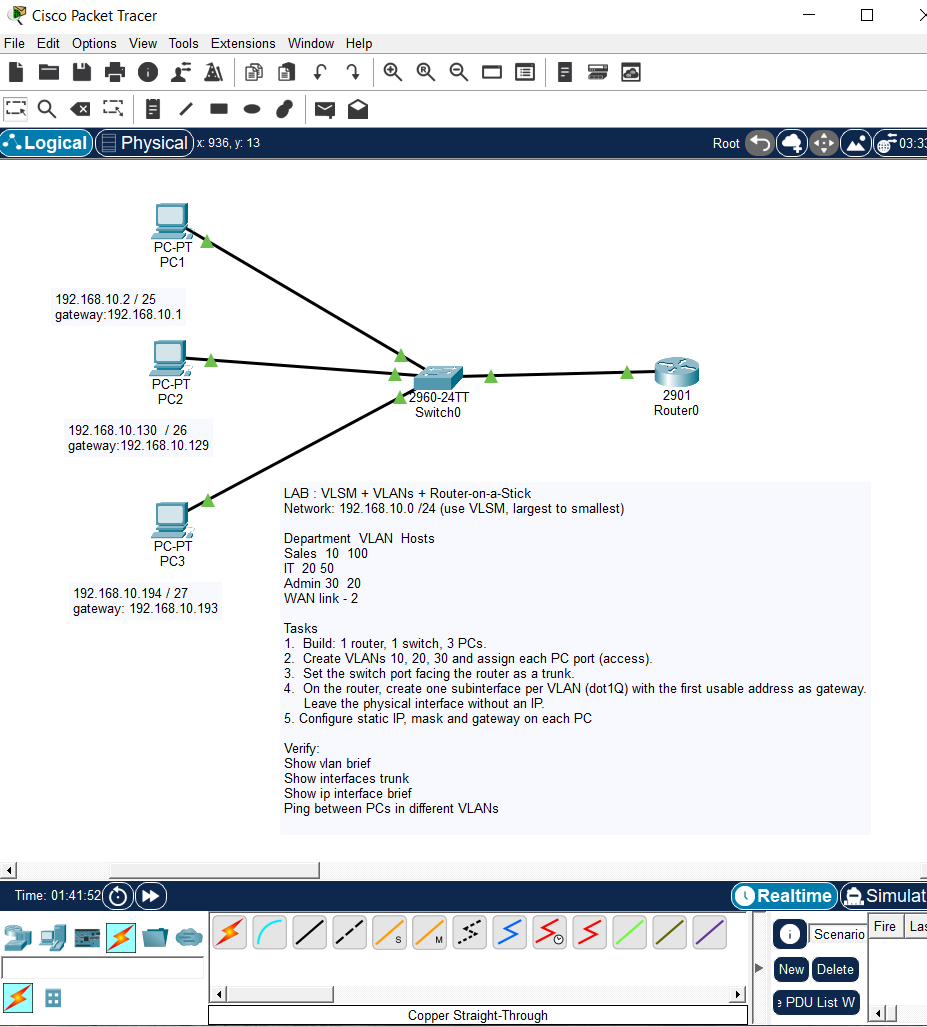 Cisco Packet Tracer
File Edit Options View Tools Extensions Window Help
Logical Physical x: 936, y: 13 Root 03:33
PC-PT
PC1
192.168.10.2 / 25
gateway:192.168.10.1
PC-PT
PC2
192.168.10.130 / 26
gateway:192.168.10.129
2960-24TT
Switch0
2901
Router0
PC-PT
PC3
192.168.10.194 / 27
gateway: 192.168.10.193
LAB : VLSM + VLANs + Router-on-a-Stick
Network: 192.168.10.0 /24 (use VLSM, largest to smallest)
Department VLAN Hosts
Sales 10 100
IT 20 50
Admin 30 20
WAN link - 2
Tasks
1. Build: 1 router, 1 switch, 3 PCs.
2. Create VLANs 10, 20, 30 and assign each PC port (access).
3. Set the switch port facing the router as a trunk.
4. On the router, create one subinterface per VLAN (dot1Q) with the first usable address as gateway.
Leave the physical interface without an IP.
5. Configure static IP, mask and gateway on each PC
Verify:
Show vlan brief
Show interfaces trunk
Show ip interface brief
Ping between PCs in different VLANs
Time: 01:41:52 Realtime Simulat
S M
Scenario Fire Las
New Delete
e PDU List W
Copper Straight-Through